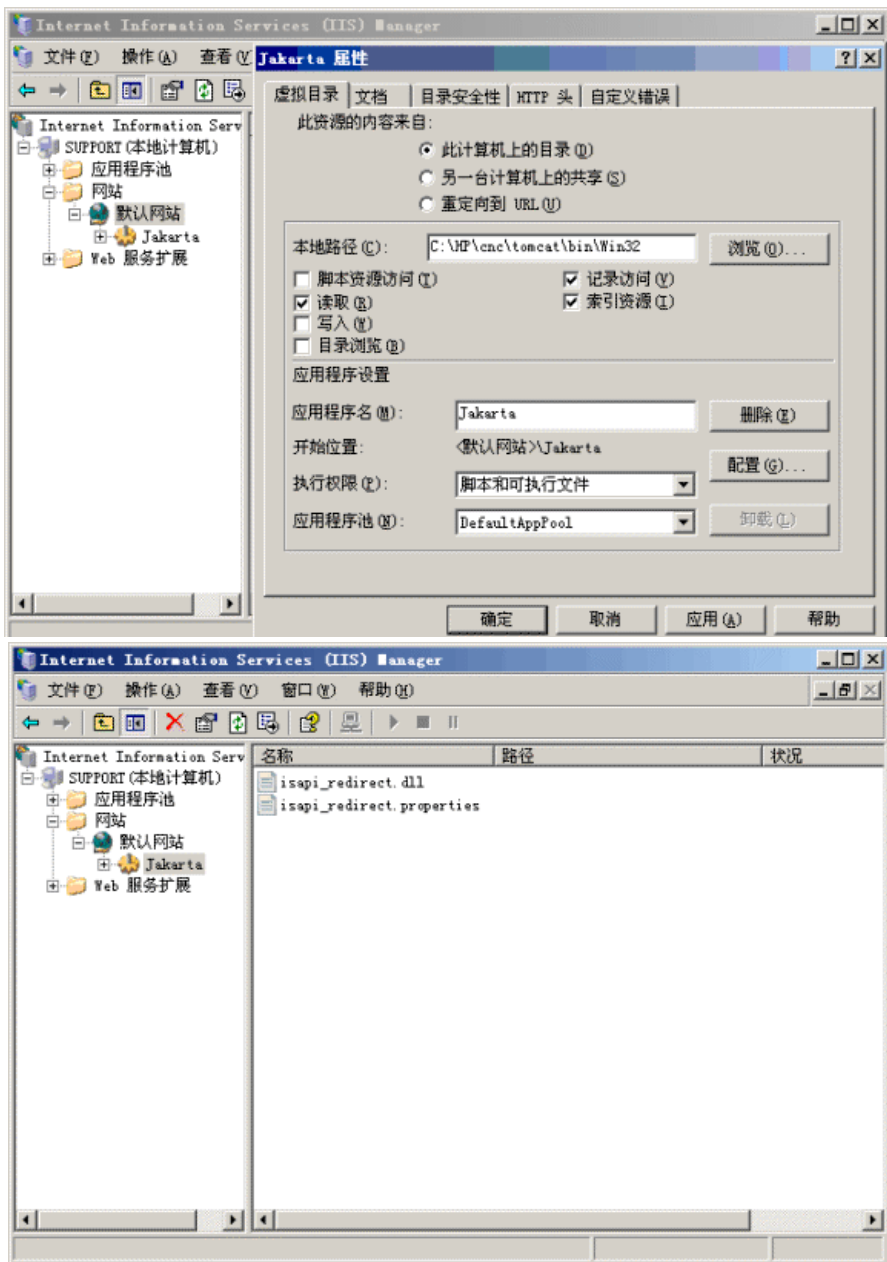 Internet Information Services (IIS) Manager
文件(F) 操作(A) 查看(V
Jakarta 属性
虚拟目录 文档 目录安全性 HTTP 头 自定义错误
Internet Information Serv
SUPPORT(本地计算机)
应用程序池
网站
默认网站
Jakarta
Web 服务扩展
此资源的内容来自:
此计算机上的目录(D)
另一台计算机上的共享(S)
重定向到 URL(U)
本地路径(C): C:\HP\cnc\tomcat\bin\Win32 浏览(O)...
脚本资源访问(T) 记录访问(V)
读取(R) 索引资源(I)
写入(W)
目录浏览(B)
应用程序设置
应用程序名(M): Jakarta 删除(E)
开始位置: <默认网站>\Jakarta
配置(G)...
执行权限(P): 脚本和可执行文件
应用程序池(N): DefaultAppPool 卸载(L)
确定 取消 应用(A) 帮助
Internet Information Services (IIS) Manager
文件(F) 操作(A) 查看(V) 窗口(W) 帮助(H)
Internet Information Serv
SUPPORT(本地计算机)
应用程序池
网站
默认网站
Jakarta
Web 服务扩展
名称 路径 状况
isapi_redirect.dll
isapi_redirect.properties